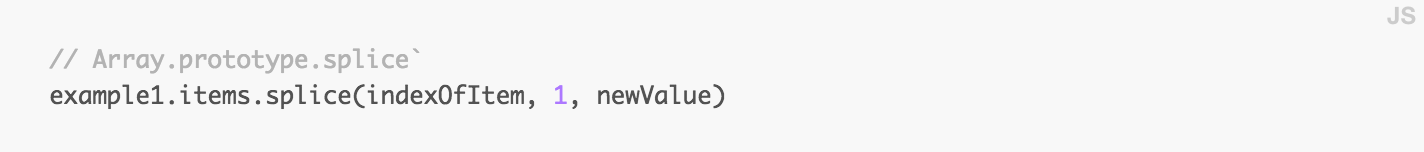 JS
// Array.prototype.splice`
example1.items.splice(indexOfItem, 1, newValue)